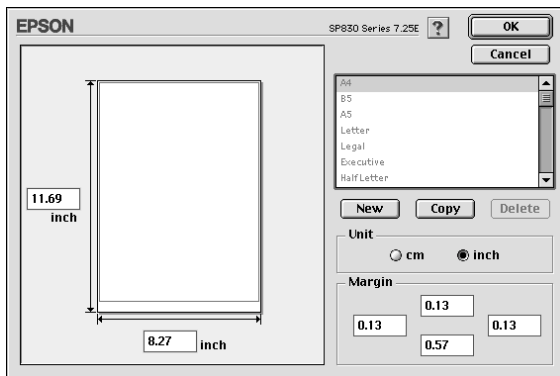 EPSON
SP830 Series 7.25E ? OK
Cancel
A4
B5
A5
Letter
Legal
Executive
HalfLetter
11.69
inch
8.27 inch
New Copy Delete
Unit
cm inch
Margin
0.13
0.13 0.13
0.57